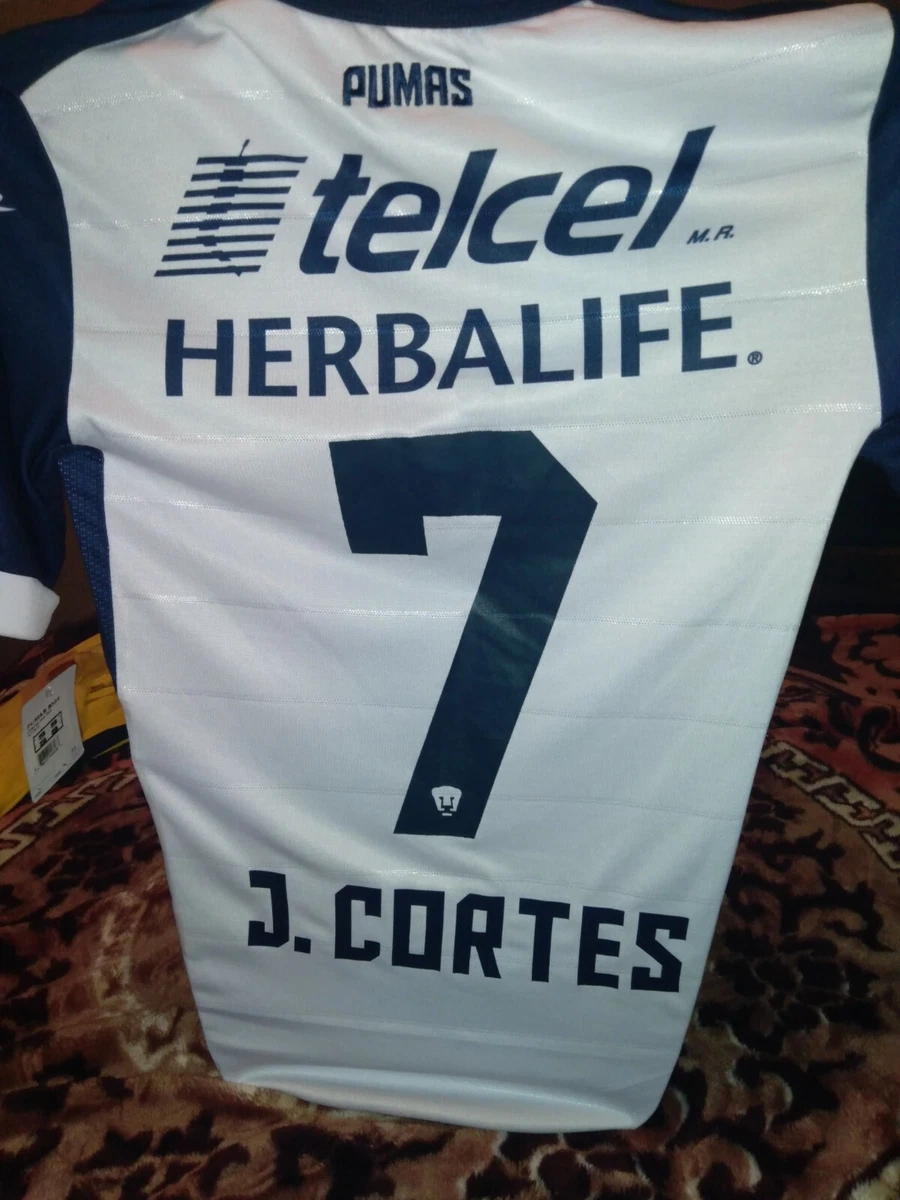 PUMAS
telcel M.R.
HERBALIFE®
7
J. CORTES